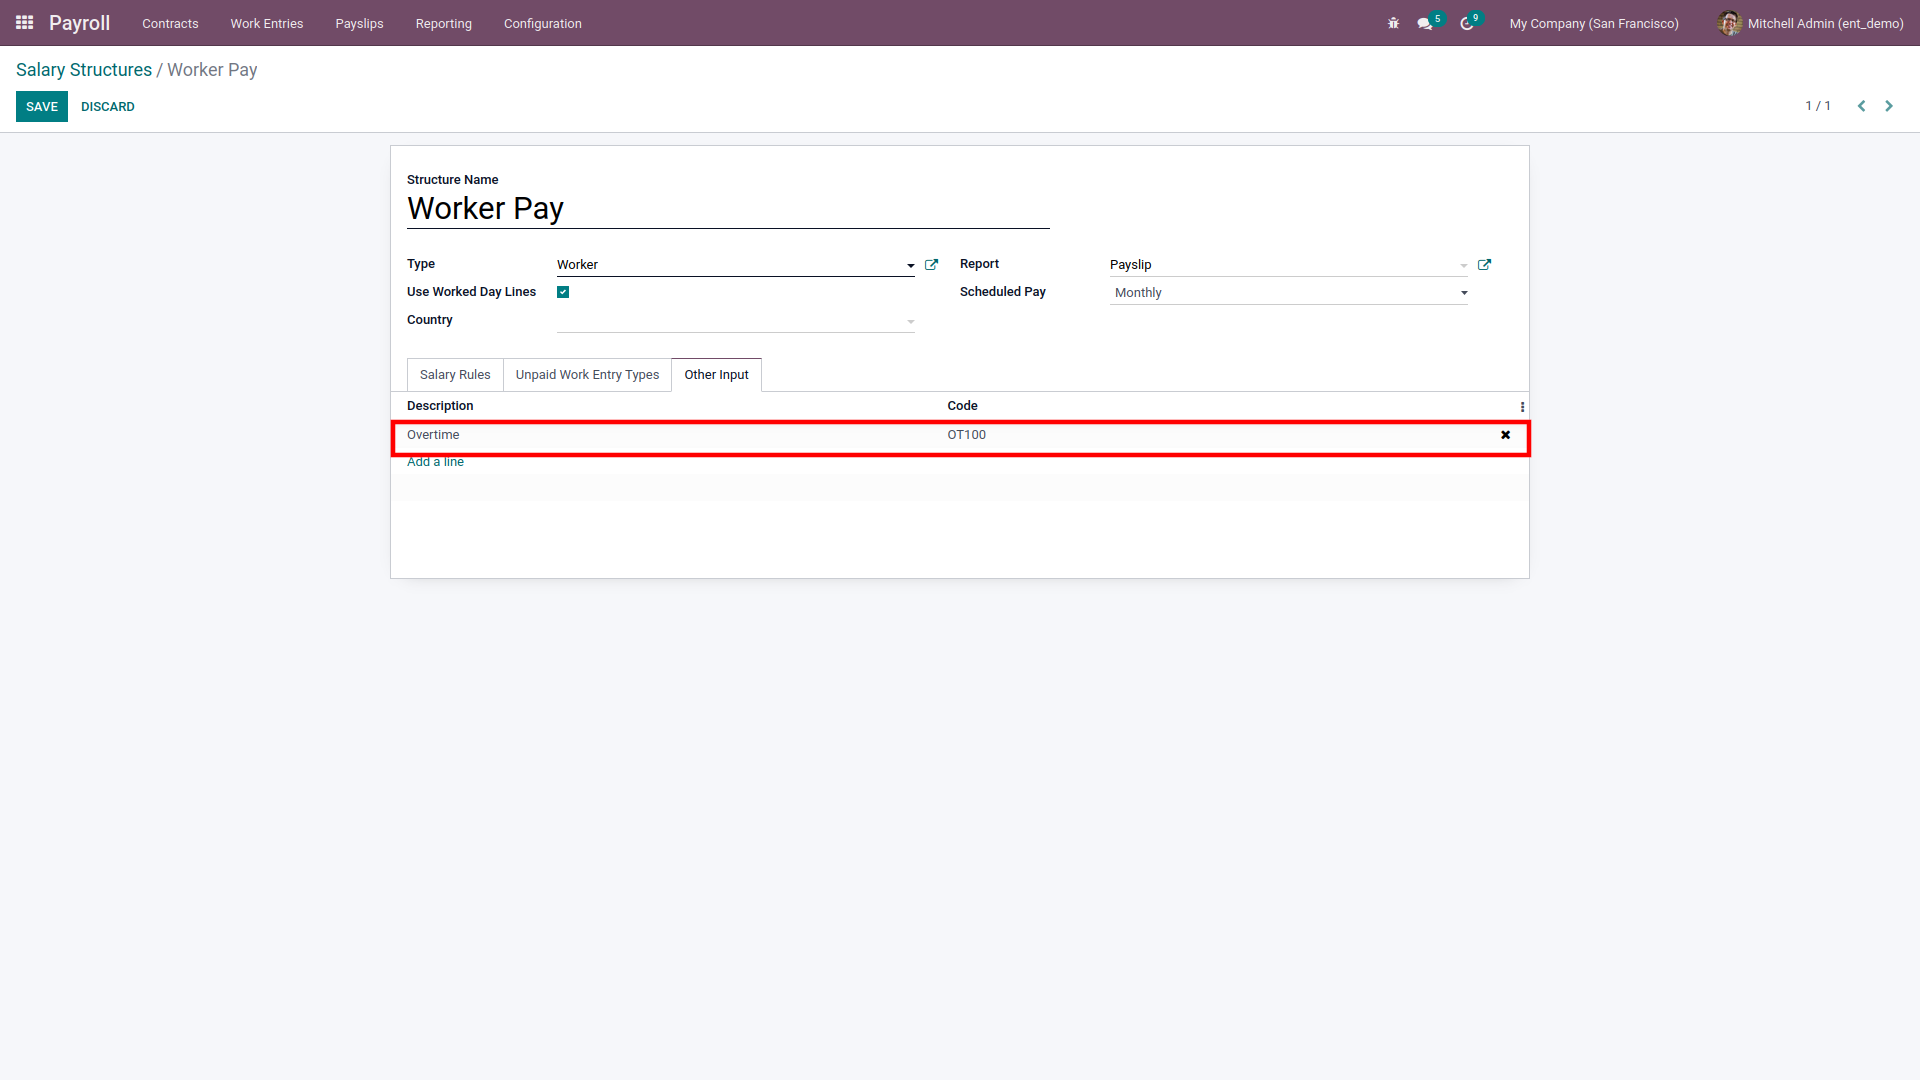 Payroll Contracts Work Entries Payslips Reporting Configuration 5 9 My Company (San Francisco) Mitchell Admin (ent_demo)
Salary Structures / Worker Pay
SAVE DISCARD 1 / 1
Structure Name
Worker Pay
Type Worker Report Payslip
Use Worked Day Lines Scheduled Pay Monthly
Country
Salary Rules Unpaid Work Entry Types Other Input
Description Code
Overtime OT100
Add a line